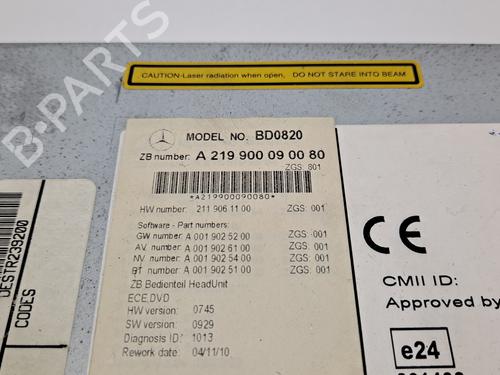 CAUTION-Laser radiation when open, DO NOT STARE INTO BEAM
B-PARTS
MODEL NO. BD0820
ZB number: A 219 900 09 00 80
ZGS: 801
*A219900090080*
HW number: 211 906 11 00 ZGS: 001
Software - Part numbers:
GW number: A 001 902 52 00 ZGS: 001
AV number: A 001 902 61 00 ZGS: 001
NV number: A 001 902 54 00 ZGS: 001
BT number: A 001 902 51 00 ZGS: 001
ZB Bedienteil HeadUnit
ECE,DVD
HW version: 0745
SW version: 0929
Diagnosis ID: 1013
Rework date: 04/11/10
DESTR239200
CODES
CE
CMII ID:
Approved by
e24